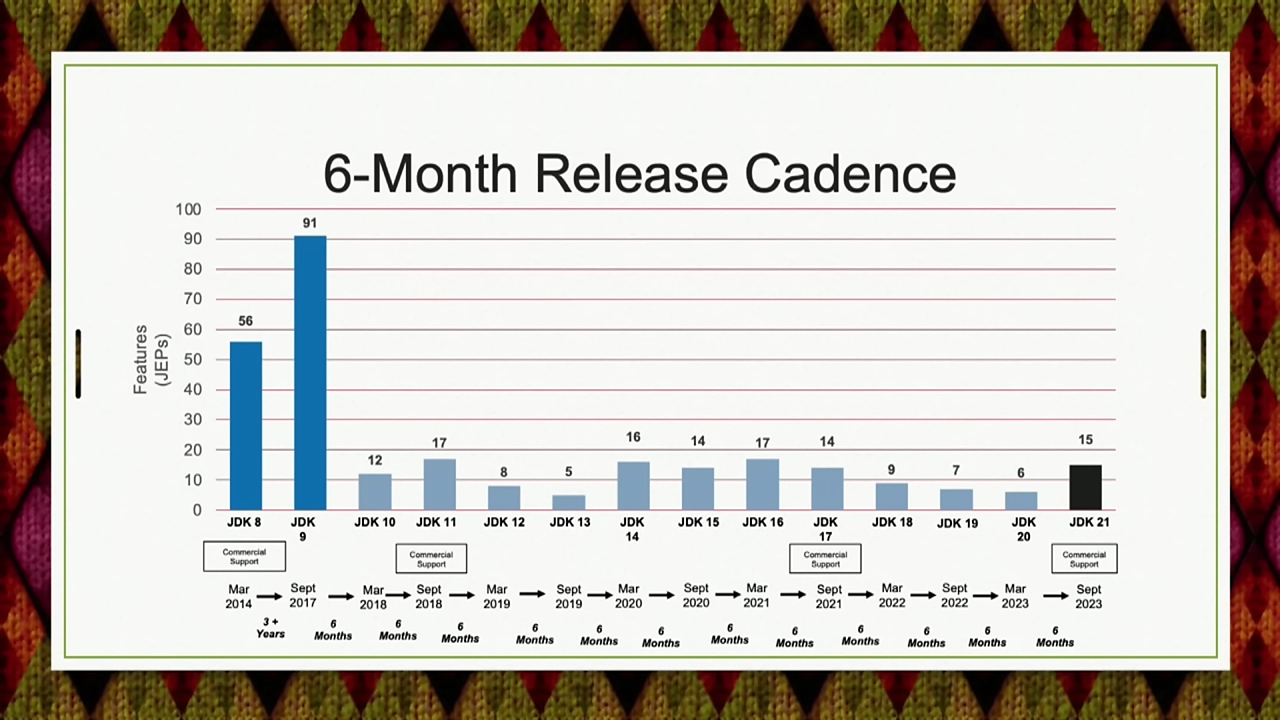 6-Month Release Cadence
100
90
80
70
60
50
40
30
20
10
0
Features
(JEPs)
56
91
12
17
8
5
16
14
17
14
9
7
6
15
JDK 8
JDK
9
JDK 10
JDK 11
JDK 12
JDK 13
JDK
14
JDK 15
JDK 16
JDK
17
JDK 18
JDK 19
JDK
20
JDK 21
Commercial
Support
Commercial
Support
Commercial
Support
Commercial
Support
Mar
2014
Sept
2017
Mar
2018
Sept
2018
Mar
2019
Sept
2019
Mar
2020
Sept
2020
Mar
2021
Sept
2021
Mar
2022
Sept
2022
Mar
2023
Sept
2023
3 +
Years
6
Months
6
Months
6
Months
6
Months
6
Months
6
Months
6
Months
6
Months
6
Months
6
Months
6
Months
6
Months